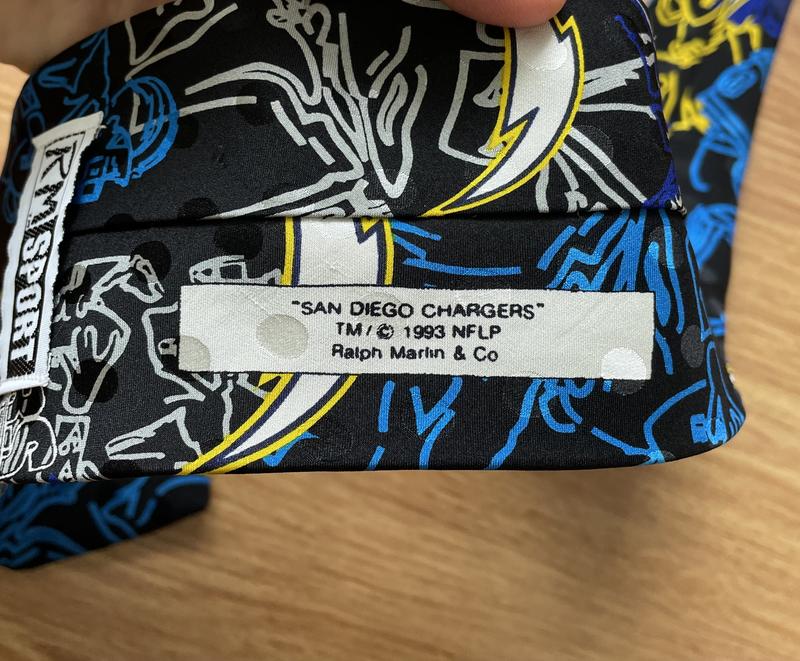 RM SPORT
"SAN DIEGO CHARGERS"
TM/© 1993 NFLP
Ralph Marlin & Co